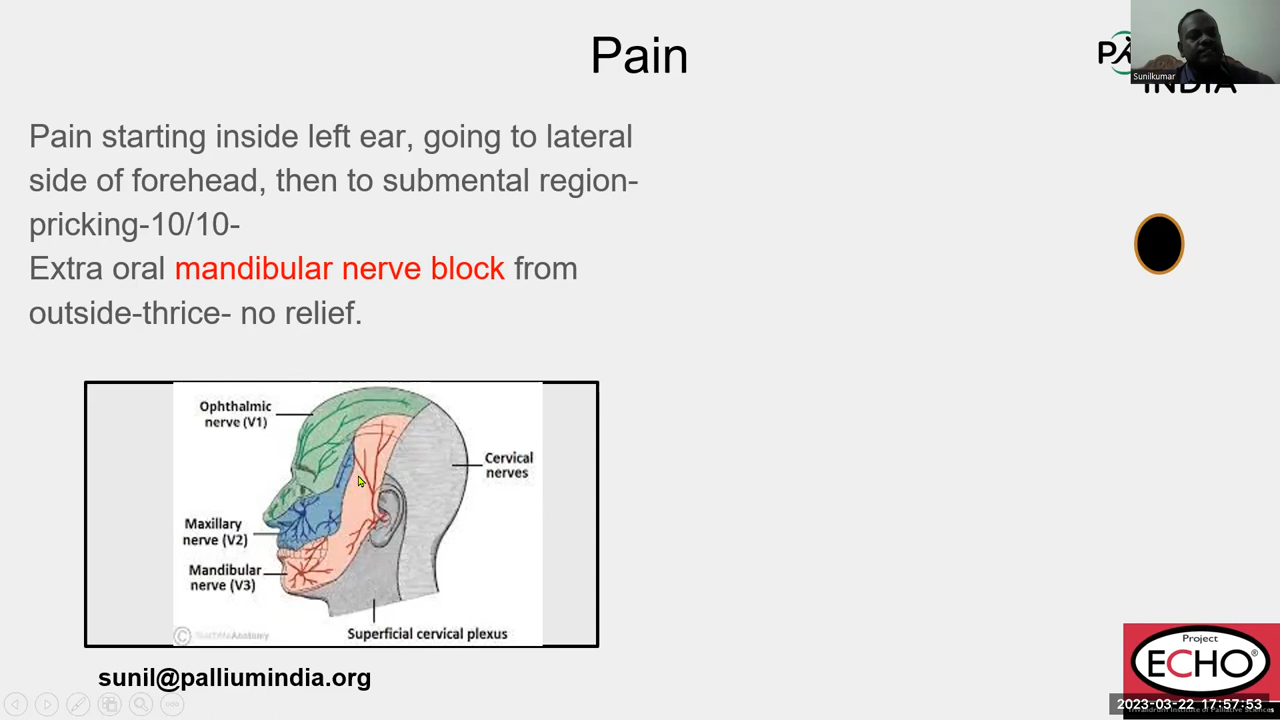 Pain
Sunilkumar
INDIA
Pain starting inside left ear, going to lateral
side of forehead, then to submental region-
pricking-10/10-
Extra oral mandibular nerve block from
outside-thrice- no relief.
Ophthalmic
nerve (V1)
Cervical
nerves
Maxillary
nerve (V2)
Mandibular
nerve (V3)
Superficial cervical plexus
sunil@palliumindia.org
Project
ECHO®
2023-03-22 17:57:53